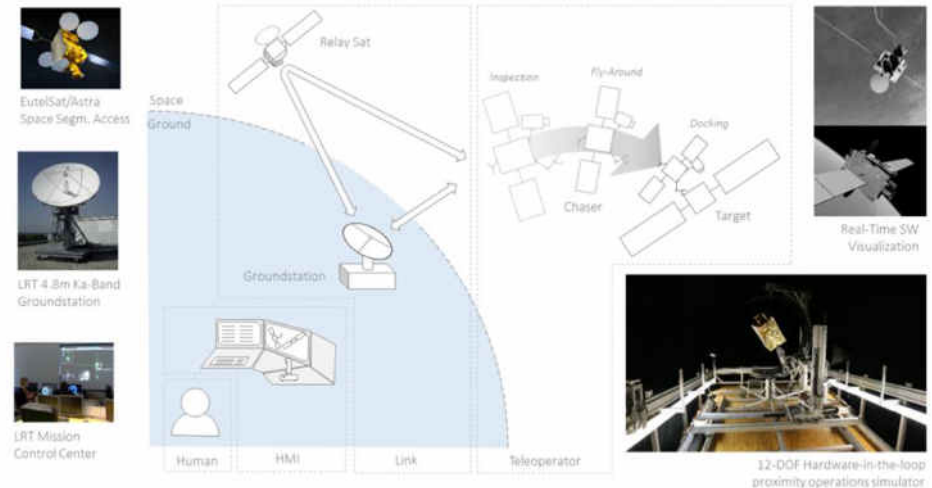 EutelSat/Astra
Space Segm. Access
LRT 4.8m Ka-Band
Groundstation
LRT Mission
Control Center
Relay Sat
Space
Ground
Groundstation
Human
HMI
Link
Teleoperator
Inspection
Fly-Around
Docking
Chaser
Target
Real-Time SW
Visualization
12-DOF Hardware-in-the-loop
proximity operations simulator